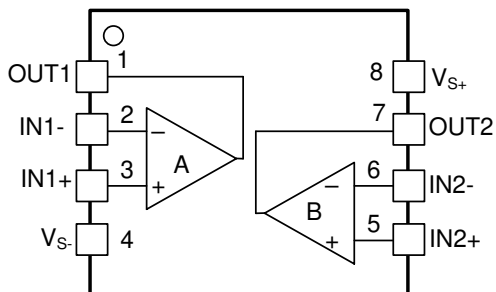 1
OUT1
8
V_S+
2
7
IN1-
OUT2
−
A
3
6
IN1+
+
−
IN2-
B
V_S-
4
5
+
IN2+